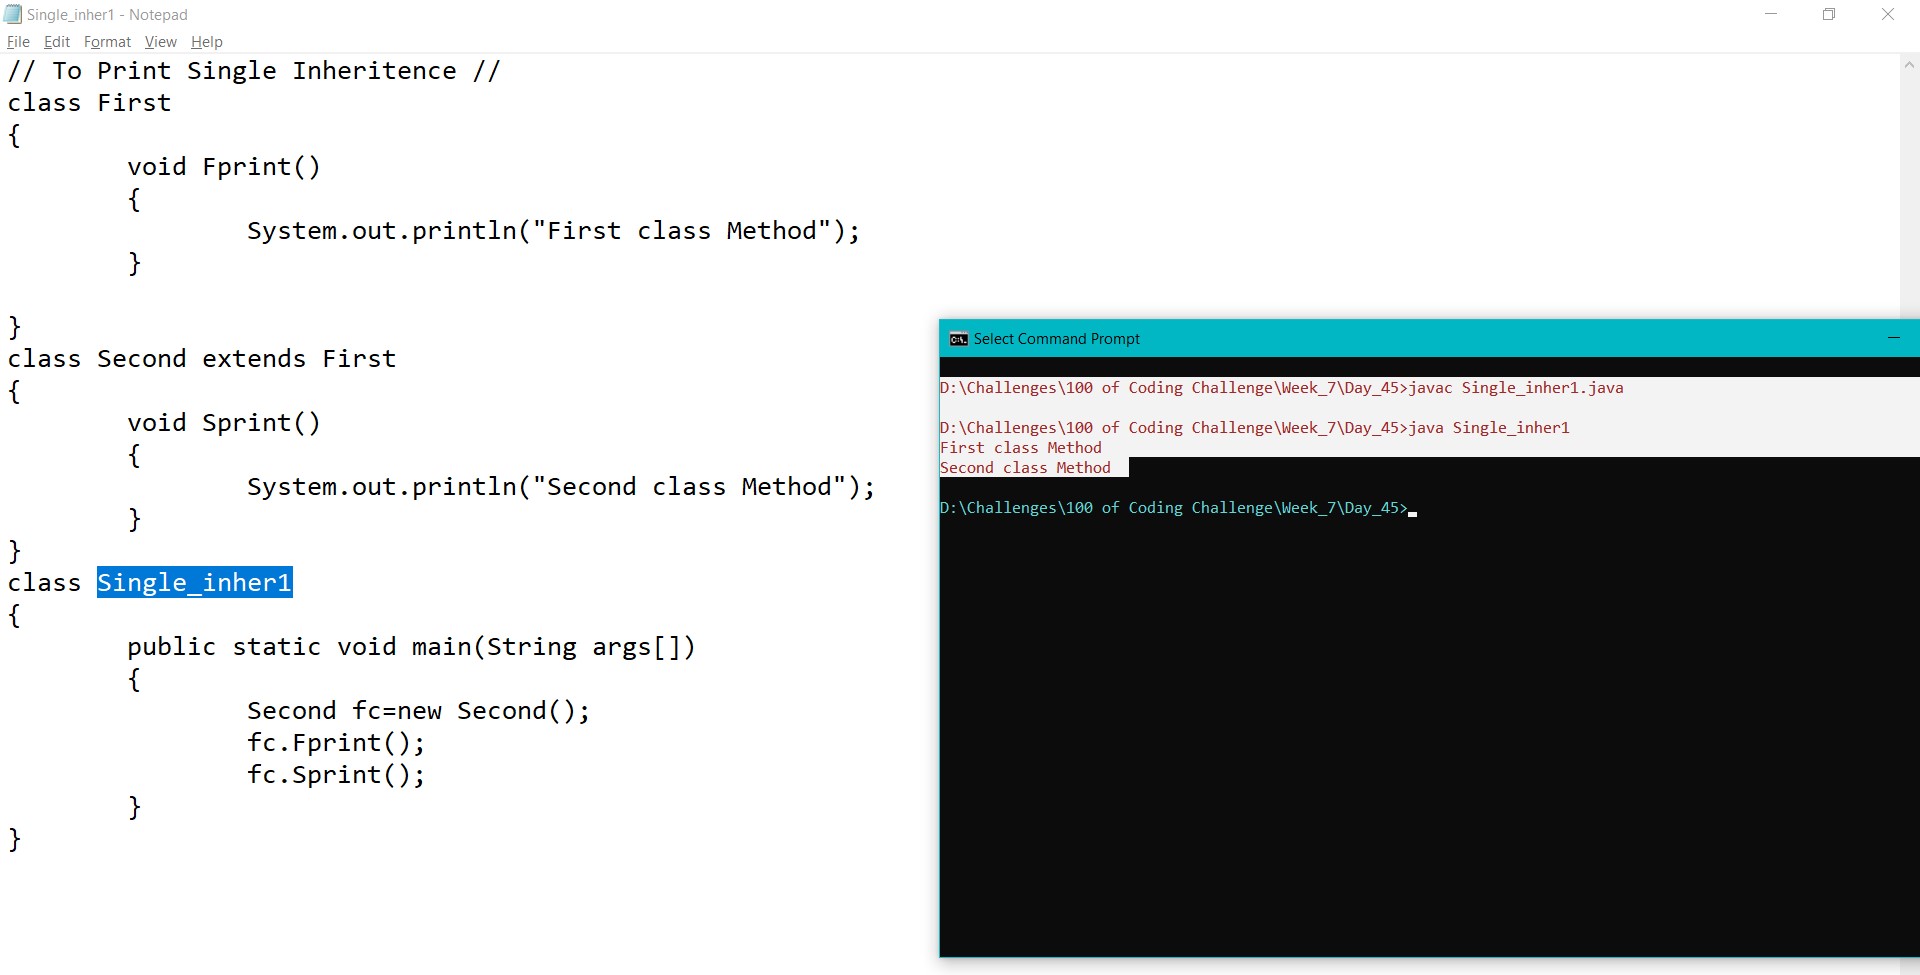 Single_inher1 - Notepad
File Edit Format View Help
// To Print Single Inheritence //
class First
{
void Fprint()
{
System.out.println("First class Method");
}
}
class Second extends First
{
void Sprint()
{
System.out.println("Second class Method");
}
}
class Single_inher1
{
public static void main(String args[])
{
Second fc=new Second();
fc.Fprint();
fc.Sprint();
}
}
Select Command Prompt
D:\Challenges\100 of Coding Challenge\Week_7\Day_45>javac Single_inher1.java
D:\Challenges\100 of Coding Challenge\Week_7\Day_45>java Single_inher1
First class Method
Second class Method
D:\Challenges\100 of Coding Challenge\Week_7\Day_45>